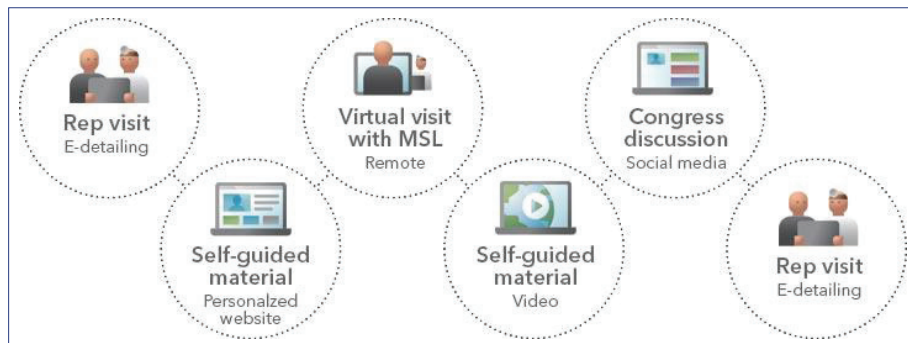 Rep visit
E-detailing
Self-guided
material
Personalzed
website
Virtual visit
with MSL
Remote
Self-guided
material
Video
Congress
discussion
Social media
Rep visit
E-detailing